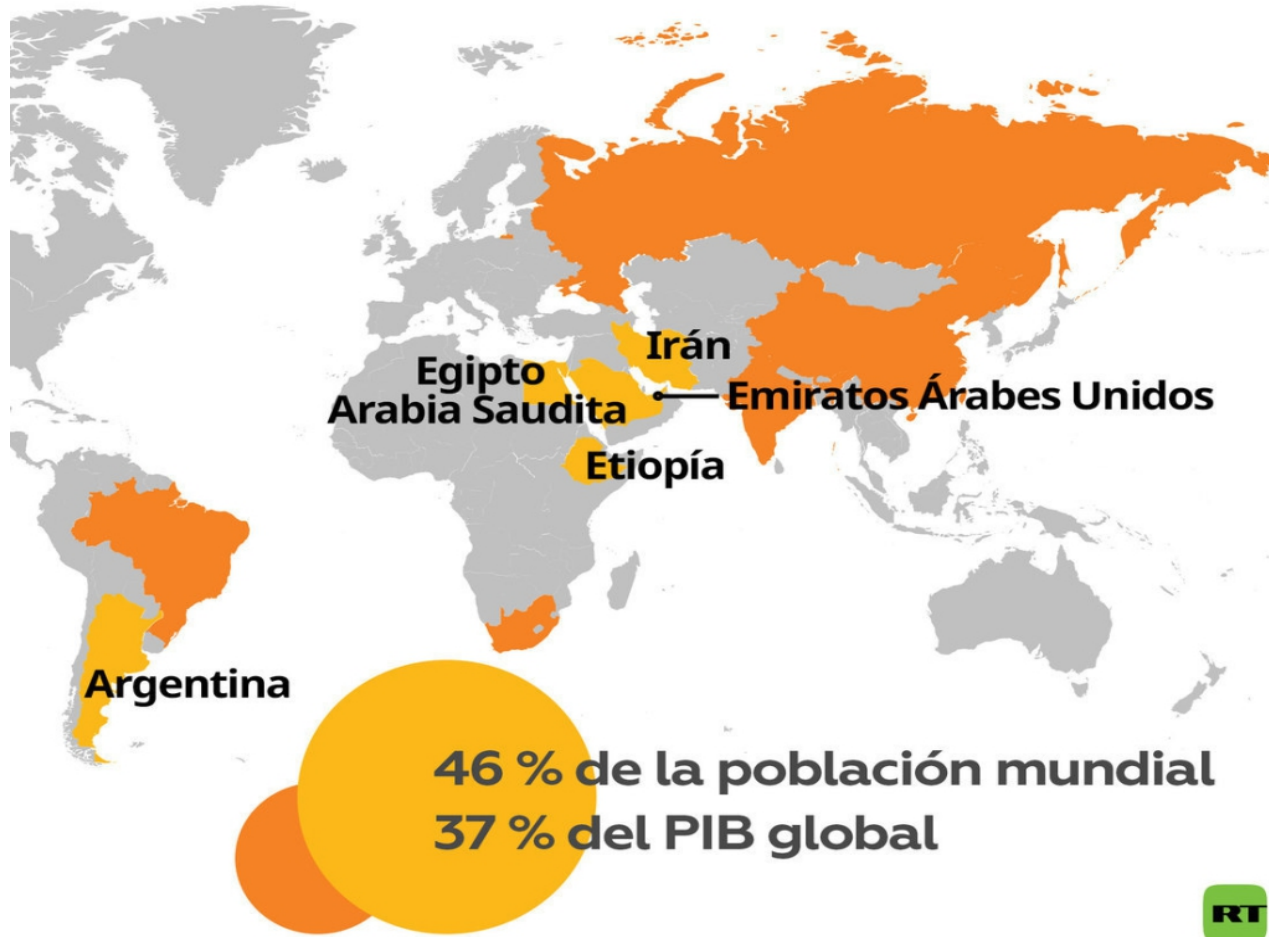 Irán
Egipto
Emiratos Árabes Unidos
Arabia Saudita
Etiopía
Argentina
46 % de la población mundial
37 % del PIB global
RT